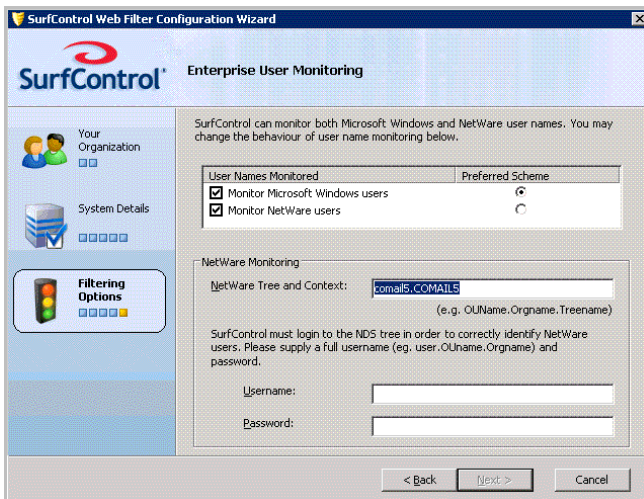 SurfControl Web Filter Configuration Wizard
SurfControl
Enterprise User Monitoring
Your
Organization
System Details
Filtering
Options
SurfControl can monitor both Microsoft Windows and NetWare user names. You may
change the behaviour of user name monitoring below.
User Names Monitored Preferred Scheme
Monitor Microsoft Windows users
Monitor NetWare users
NetWare Monitoring
NetWare Tree and Context: comail5.COMAIL5
(e.g. OUName.Orgname.Treename)
SurfControl must login to the NDS tree in order to correctly identify NetWare
users. Please supply a full username (eg. user.OUname.Orgname) and
password.
Username:
Password:
< Back Next > Cancel